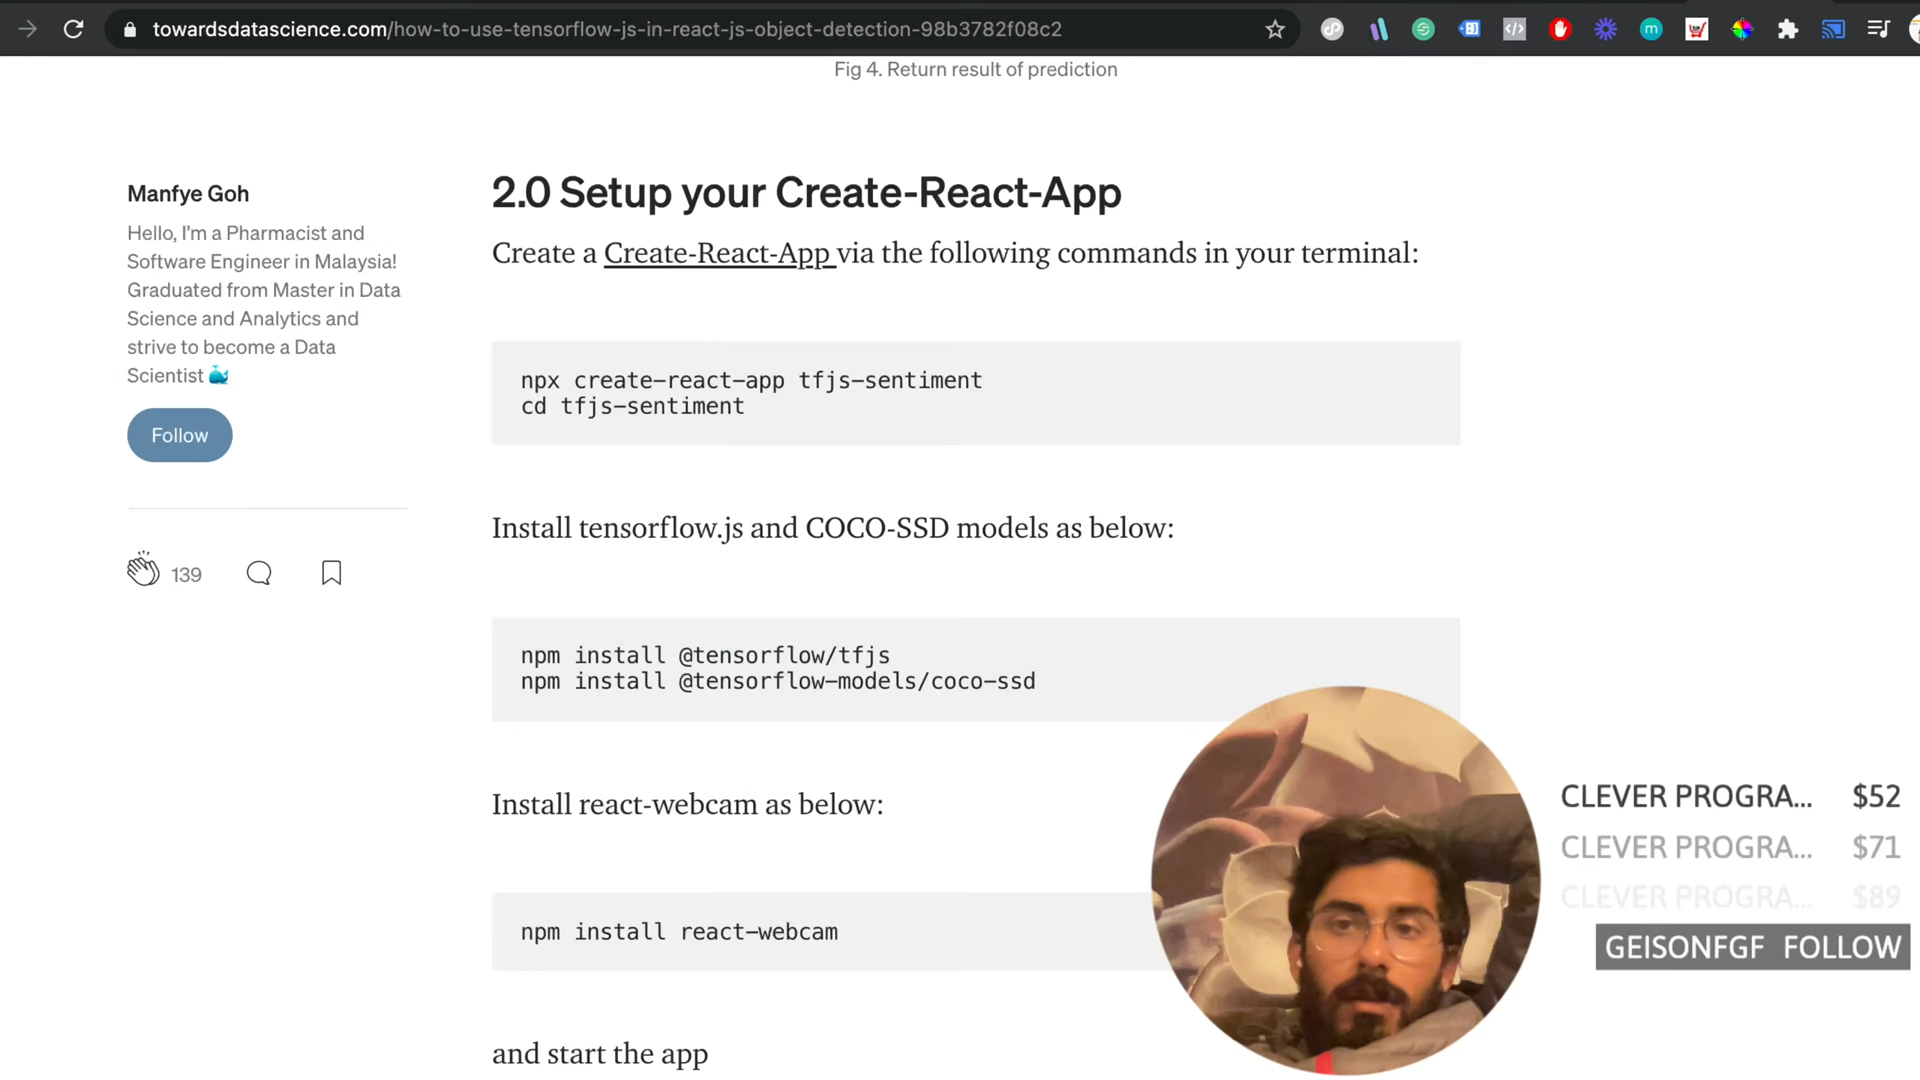 towardsdatascience.com/how-to-use-tensorflow-js-in-react-js-object-detection-98b3782f08c2
Fig 4. Return result of prediction
Manfye Goh
Hello, I'm a Pharmacist and
Software Engineer in Malaysia!
Graduated from Master in Data
Science and Analytics and
strive to become a Data
Scientist 🐳
Follow
139
2.0 Setup your Create-React-App
Create a Create-React-App via the following commands in your terminal:
npx create-react-app tfjs-sentiment
cd tfjs-sentiment
Install tensorflow.js and COCO-SSD models as below:
npm install @tensorflow/tfjs
npm install @tensorflow-models/coco-ssd
Install react-webcam as below:
npm install react-webcam
and start the app
CLEVER PROGRA... $52
CLEVER PROGRA... $71
CLEVER PROGRA... $89
GEISONFGF FOLLOW